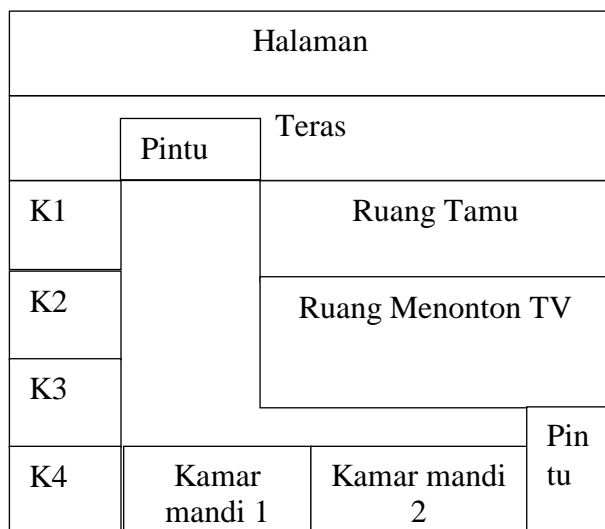 Halaman
Teras
Pintu
K1
Ruang Tamu
K2
Ruang Menonton TV
K3
Pin
tu
K4
Kamar
mandi 1
Kamar mandi
2